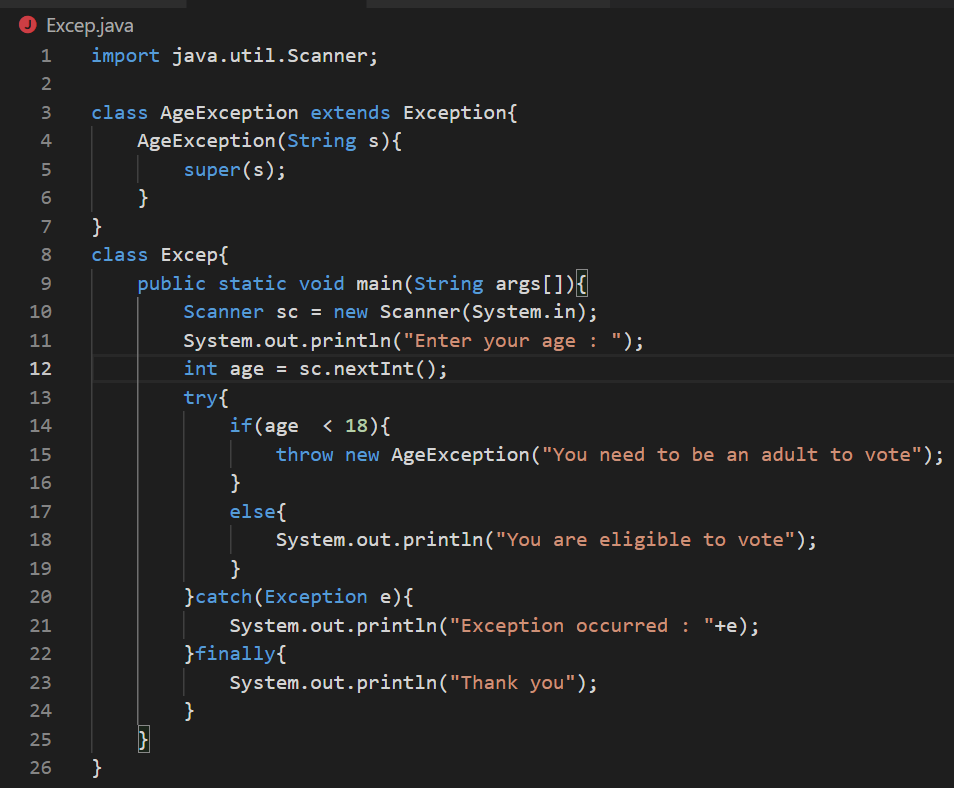 J Excep.java
1 import java.util.Scanner;
2
3 class AgeException extends Exception{
4     AgeException(String s){
5         super(s);
6     }
7 }
8 class Excep{
9     public static void main(String args[]){
10         Scanner sc = new Scanner(System.in);
11         System.out.println("Enter your age : ");
12         int age = sc.nextInt();
13         try{
14             if(age  < 18){
15                 throw new AgeException("You need to be an adult to vote");
16             }
17             else{
18                 System.out.println("You are eligible to vote");
19             }
20         }catch(Exception e){
21             System.out.println("Exception occurred : "+e);
22         }finally{
23             System.out.println("Thank you");
24         }
25     }
26 }